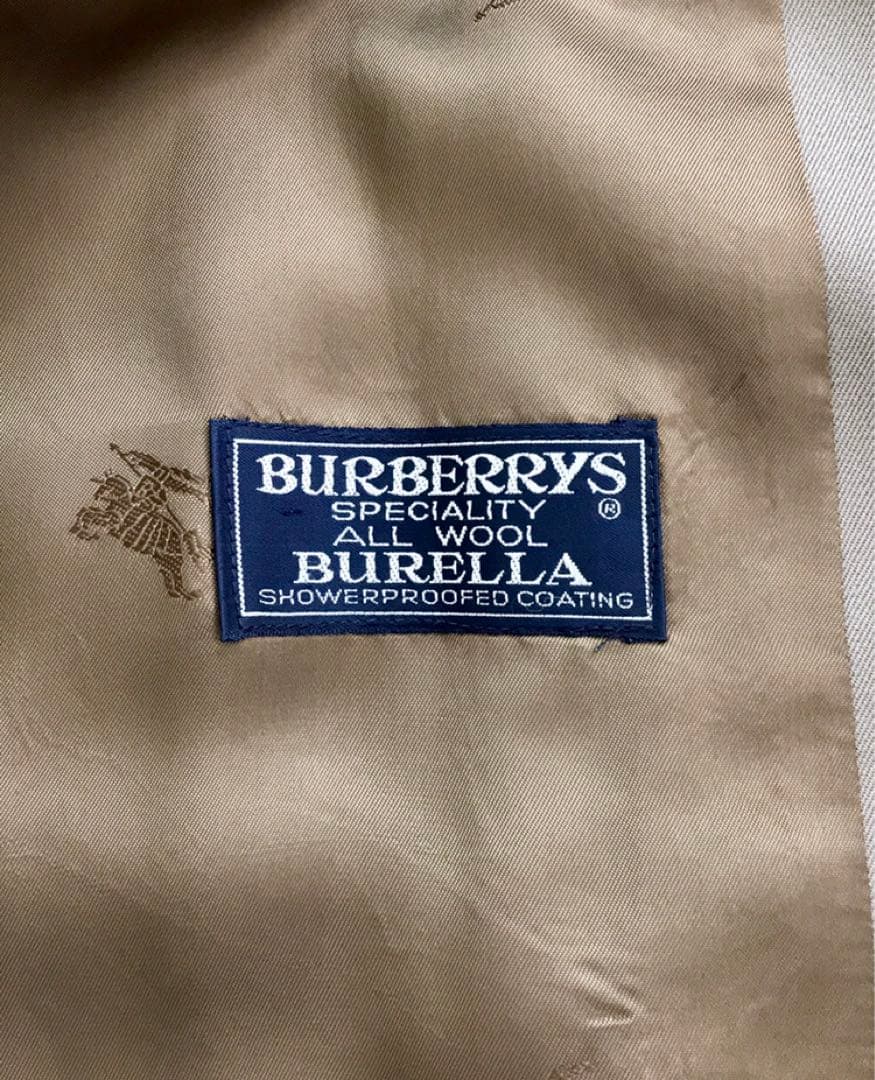 BURBERRYS
SPECIALITY ®
ALL WOOL
BURELLA
SHOWERPROOFED COATING